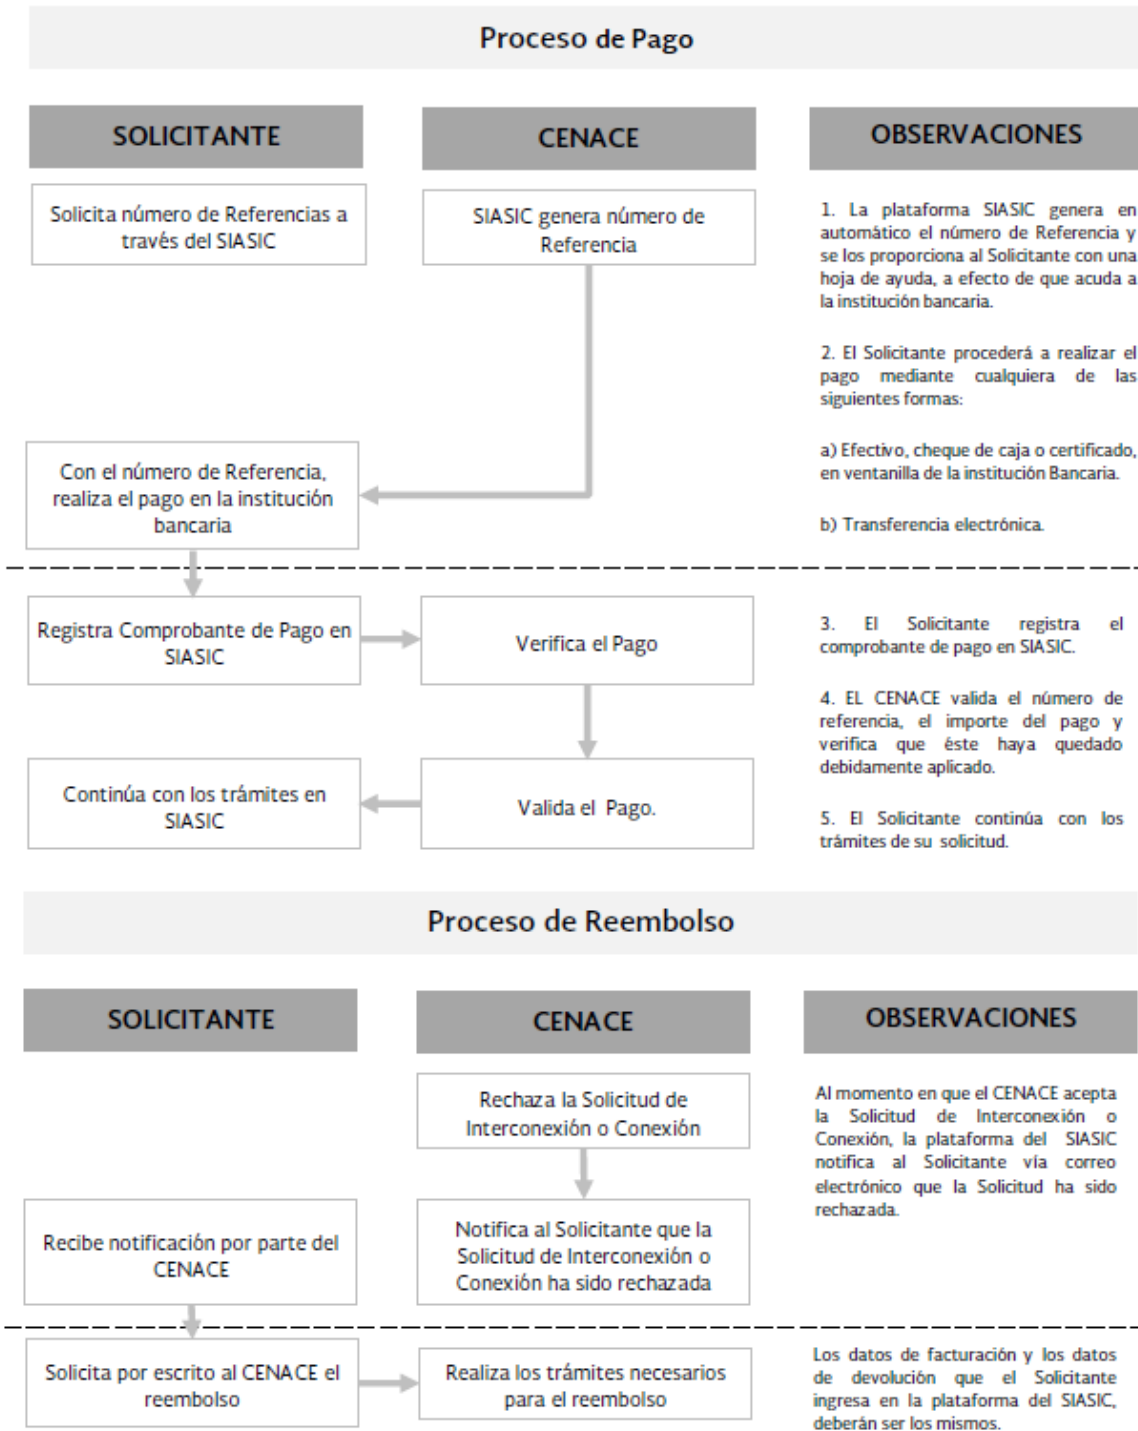 Proceso de Pago
SOLICITANTE
CENACE
OBSERVACIONES
Solicita número de Referencias a
través del SIASIC
SIASIC genera número de
Referencia
1. La plataforma SIASIC genera en
automático el número de Referencia y
se los proporciona al Solicitante con una
hoja de ayuda, a efecto de que acuda a
la institución bancaria.
2. El Solicitante procederá a realizar el
pago mediante cualquiera de las
siguientes formas:
a) Efectivo, cheque de caja o certificado,
en ventanilla de la institución Bancaria.
b) Transferencia electrónica.
Con el número de Referencia,
realiza el pago en la institución
bancaria
Registra Comprobante de Pago en
SIASIC
Verifica el Pago
3. El Solicitante registra el
comprobante de pago en SIASIC.
4. EL CENACE valida el número de
referencia, el importe del pago y
verifica que éste haya quedado
debidamente aplicado.
Continúa con los trámites en
SIASIC
Valida el Pago.
5. El Solicitante continúa con los
trámites de su solicitud.
Proceso de Reembolso
SOLICITANTE
CENACE
OBSERVACIONES
Rechaza la Solicitud de
Interconexión o Conexión
Al momento en que el CENACE acepta
la Solicitud de Interconexión o
Conexión, la plataforma del SIASIC
notifica al Solicitante vía correo
electrónico que la Solicitud ha sido
rechazada.
Recibe notificación por parte del
CENACE
Notifica al Solicitante que la
Solicitud de Interconexión o
Conexión ha sido rechazada
Solicita por escrito al CENACE el
reembolso
Realiza los trámites necesarios
para el reembolso
Los datos de facturación y los datos
de devolución que el Solicitante
ingresa en la plataforma del SIASIC,
deberán ser los mismos.